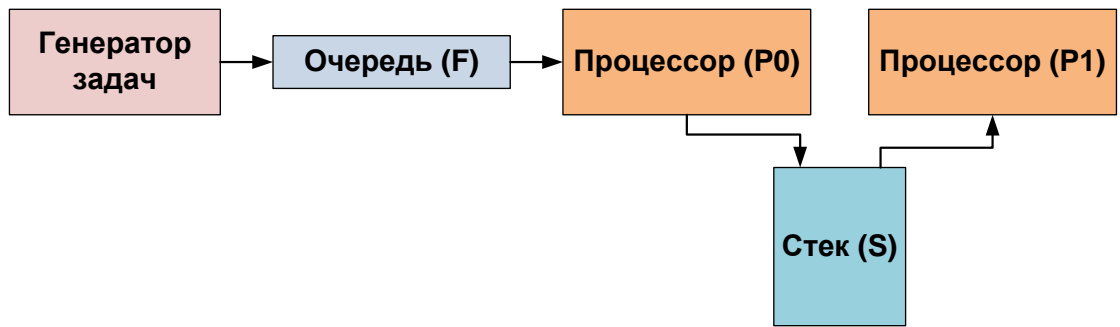 Генератор
задач
Очередь (F)
Процессор (P0)
Процессор (P1)
Стек (S)